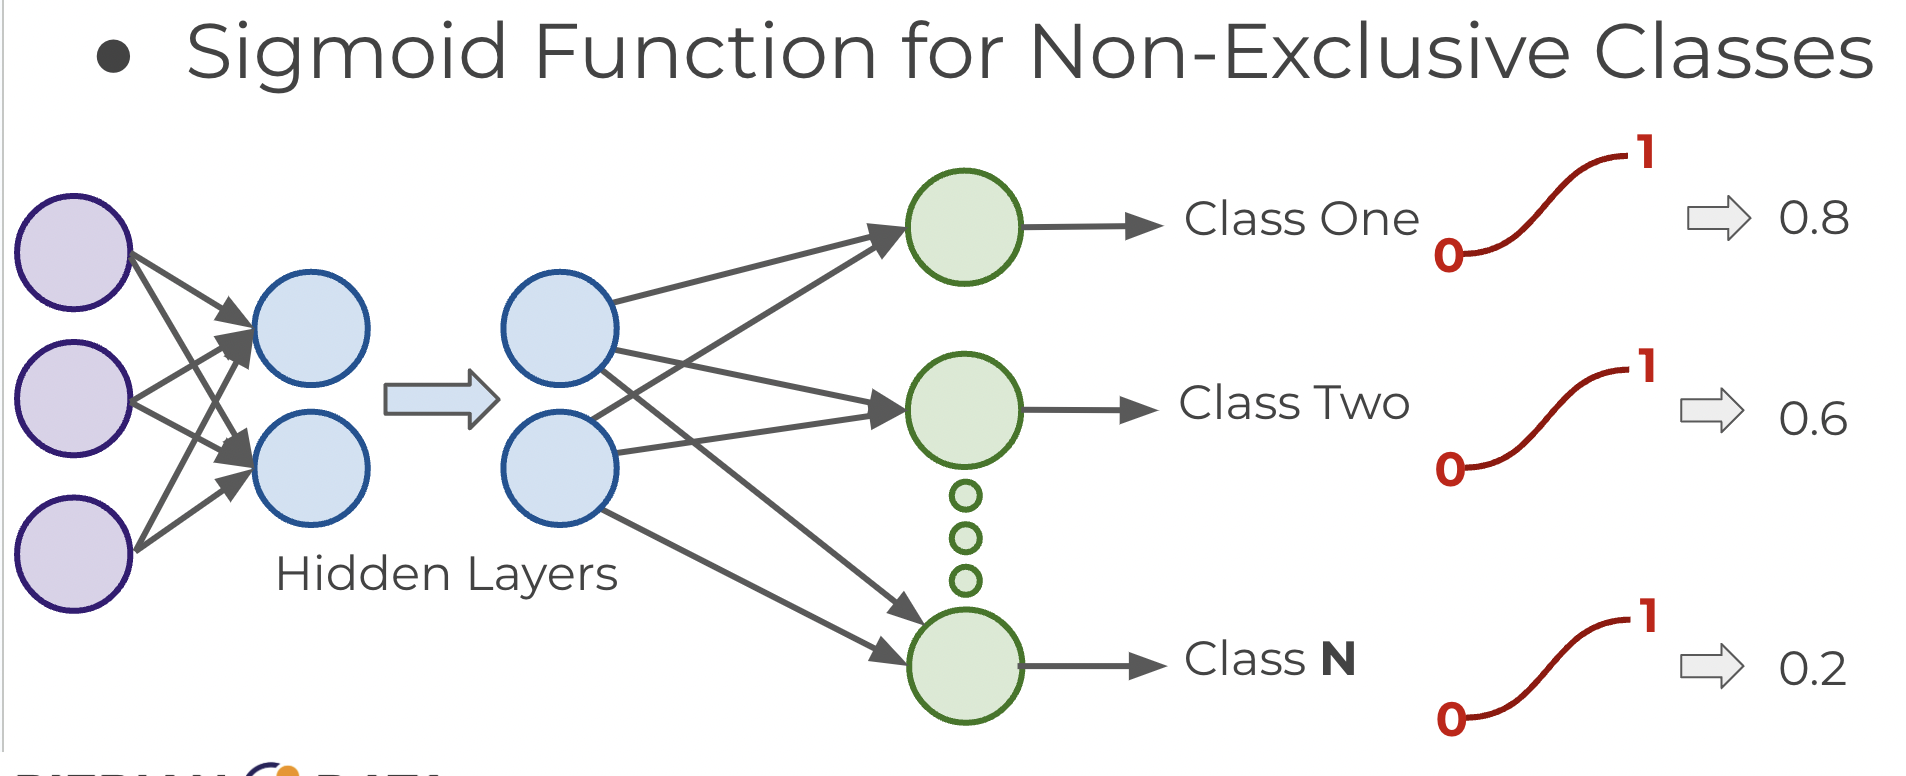 ● Sigmoid Function for Non-Exclusive Classes
Class One 0 1 0.8
Class Two 0 1 0.6
Hidden Layers
Class N 0 1 0.2